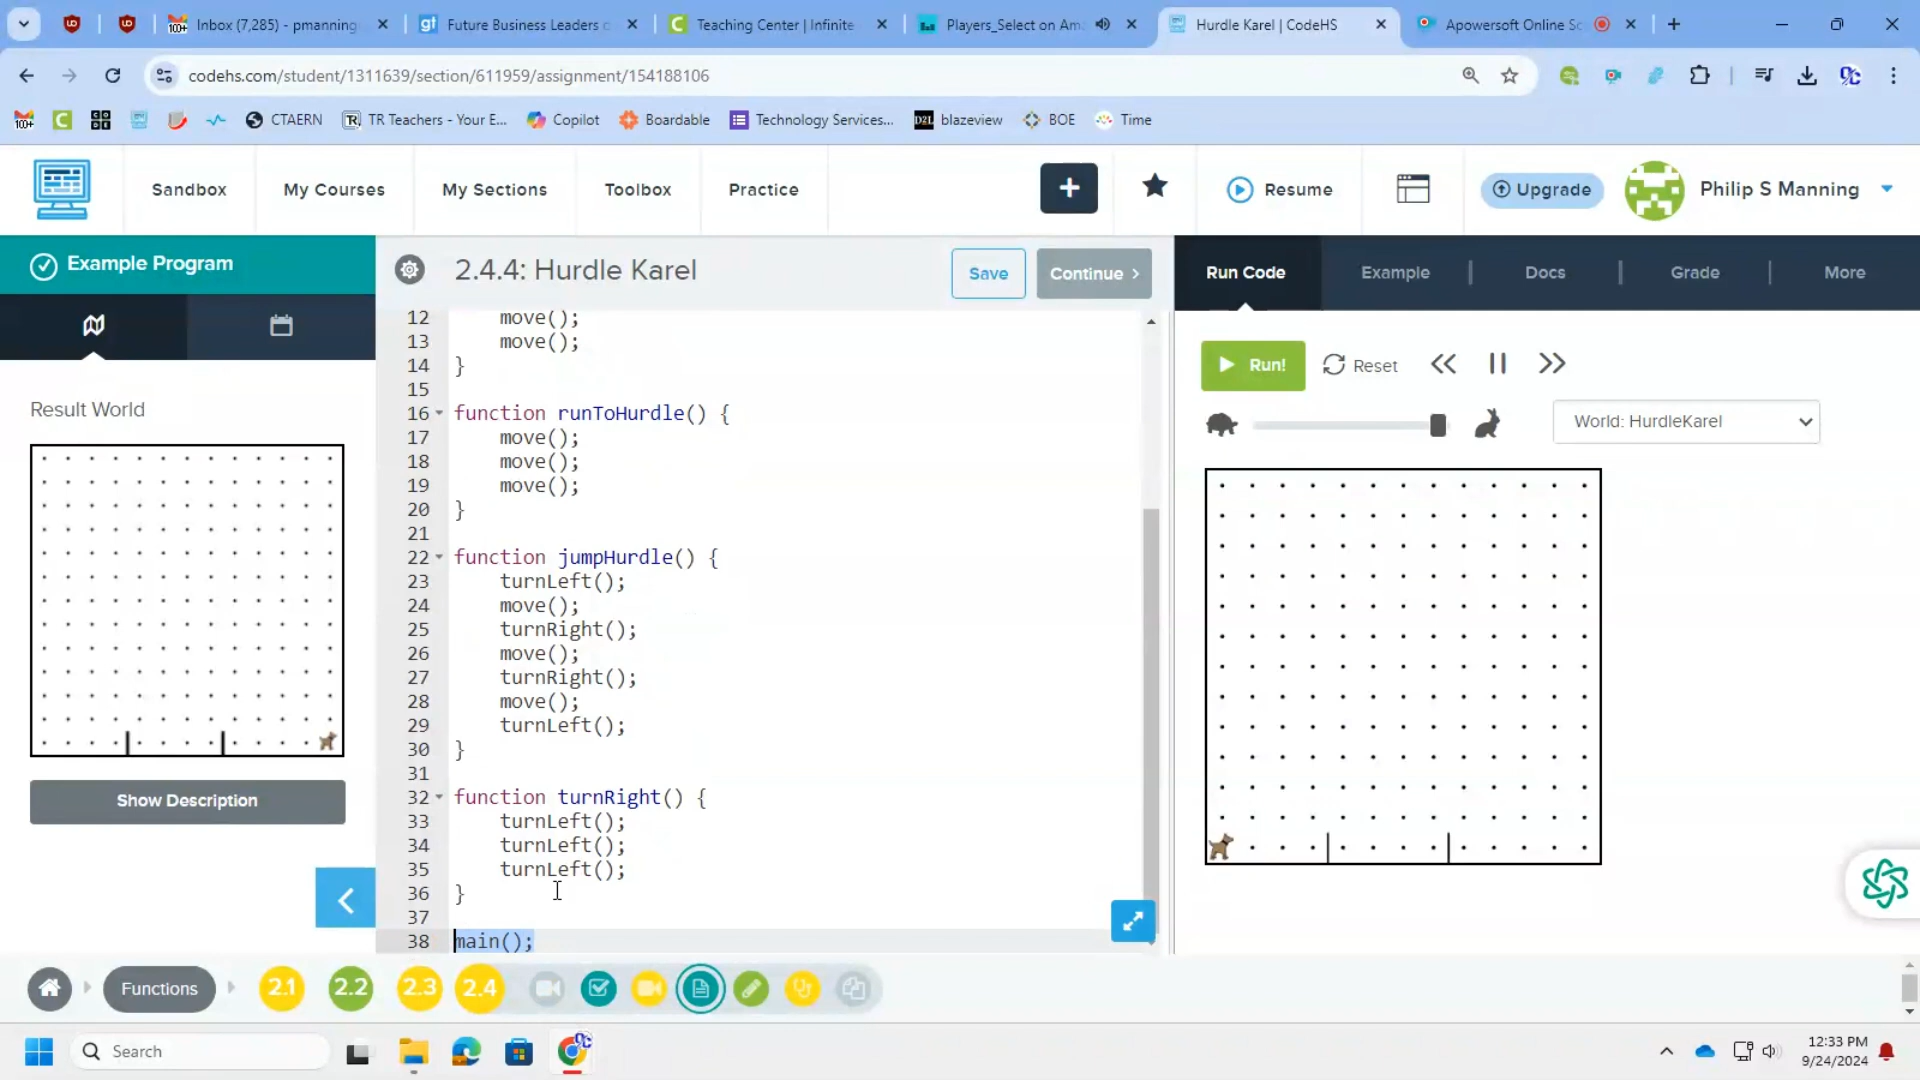 Inbox (7,285) - pmanning
Future Business Leaders o
Teaching Center | Infinite
Players_Select on Am
Hurdle Karel | CodeHS
Apowersoft Online Sc
codehs.com/student/1311639/section/611959/assignment/154188106
CTAERN
TR Teachers - Your E...
Copilot
Boardable
Technology Services...
D2L blazeview
BOE
Time
Sandbox
My Courses
My Sections
Toolbox
Practice
Resume
Upgrade
Philip S Manning
Example Program
2.4.4: Hurdle Karel
Save
Continue
Run Code
Example
Docs
Grade
More
Result World
Show Description
12 move();
13 move();
14 }
15
16 function runToHurdle() {
17 move();
18 move();
19 move();
20 }
21
22 function jumpHurdle() {
23 turnLeft();
24 move();
25 turnRight();
26 move();
27 turnRight();
28 move();
29 turnLeft();
30 }
31
32 function turnRight() {
33 turnLeft();
34 turnLeft();
35 turnLeft();
36 }
37
38 main();
Run!
Reset
World: HurdleKarel
Functions
2.1
2.2
2.3
2.4
Search
12:33 PM
9/24/2024